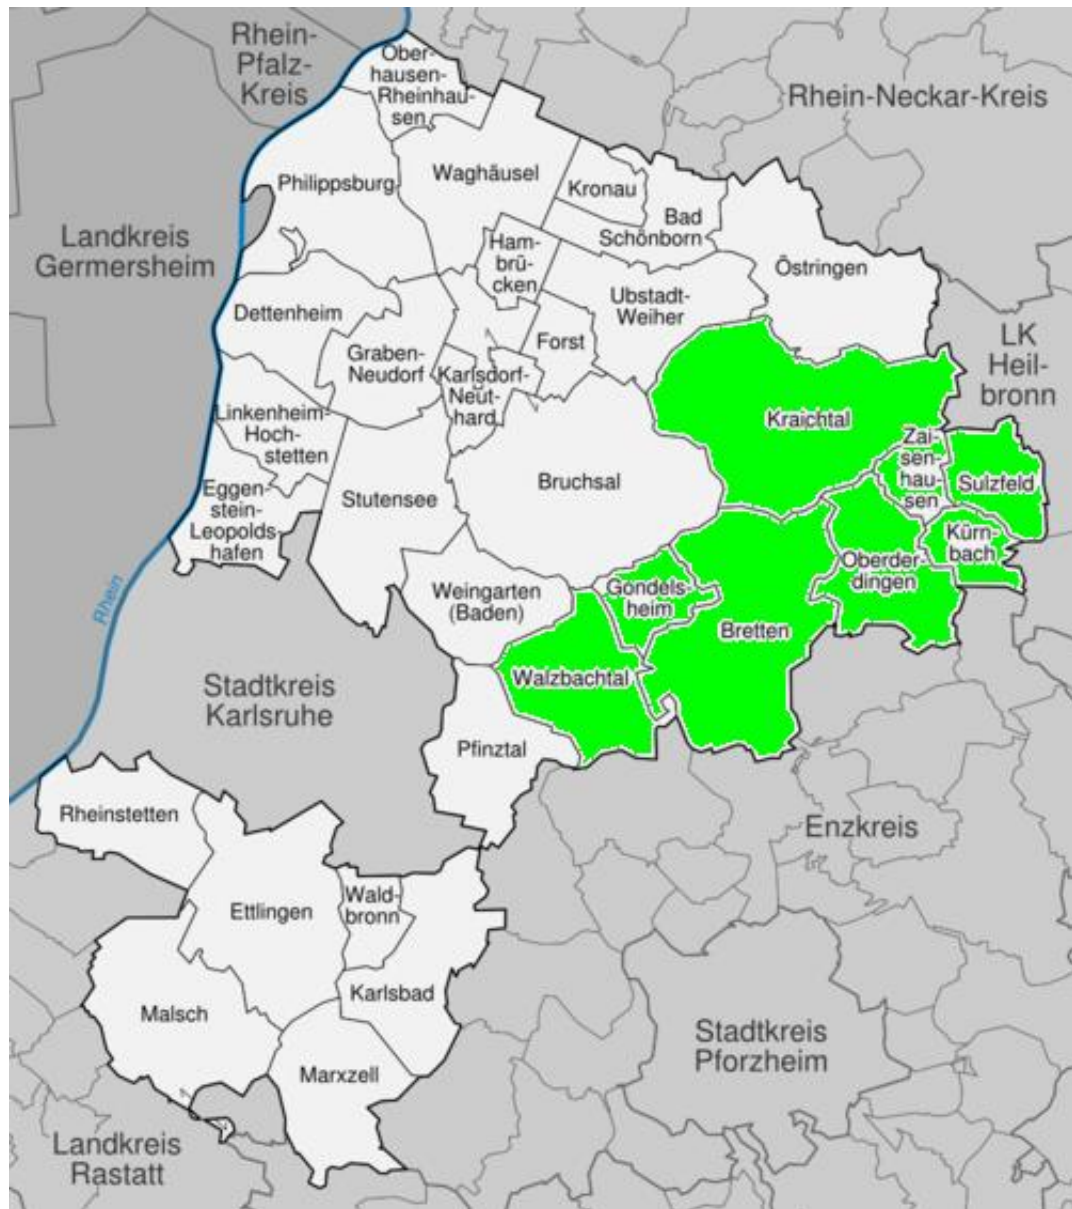 Rhein-
Pfalz-
Kreis
Ober-
hausen-
Rheinhau-
sen
Rhein-Neckar-Kreis
Philippsburg
Waghäusel
Kronau
Bad
Schönborn
Landkreis
Germersheim
Ham-
brü-
cken
Östringen
Ubstadt-
Weiher
Dettenheim
Forst
Graben-
Neudorf
Karlsdorf-
Neut-
hard
LK
Heil-
bronn
Linkenheim-
Hoch-
stetten
Kraichtal
Zai-
sen-
hau-
sen
Sulzfeld
Bruchsal
Stutensee
Eggen-
stein-
Leopolds-
hafen
Kürn-
bach
Oberder-
dingen
Rhein
Weingarten
(Baden)
Gondels-
heim
Bretten
Walzbachtal
Stadtkreis
Karlsruhe
Pfinztal
Rheinstetten
Enzkreis
Ettlingen
Wald-
bronn
Karlsbad
Malsch
Stadtkreis
Pforzheim
Marxzell
Landkreis
Rastatt